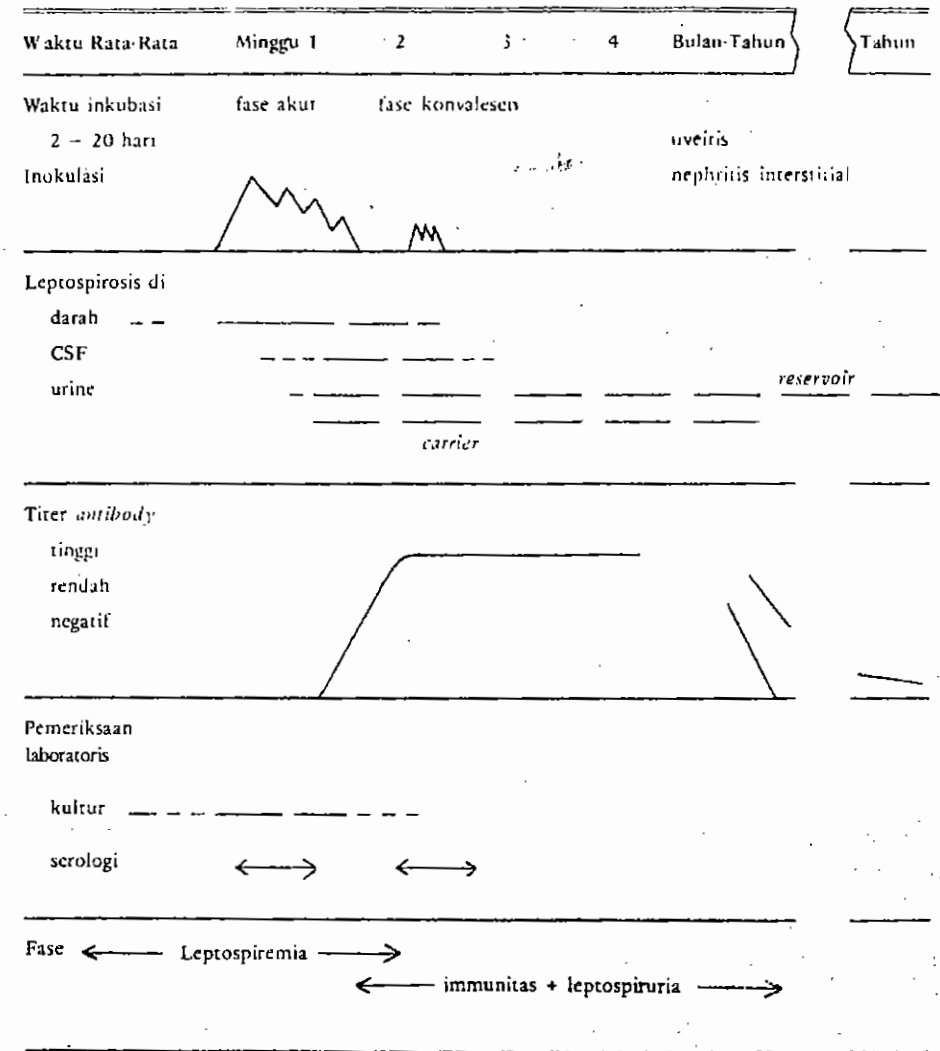 Waktu Rata-Rata Minggu 1 2 3 4 Bulan-Tahun Tahun
Waktu inkubasi fase akut fase konvalesen
2 – 20 hari uveitis
Inokulasi nephritis interstitial
Leptospirosis di
darah
CSF
urine reservoir
carrier
Titer antibody
tinggi
rendah
negatif
Pemeriksaan
laboratoris
kultur
serologi
Fase Leptospiremia
immunitas + leptospiruria